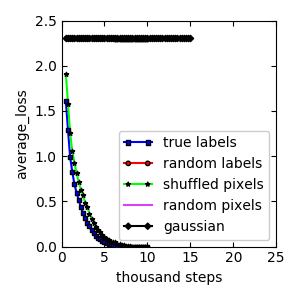 2.5
2.0
1.5
1.0
0.5
0.0
average_loss
true labels
random labels
shuffled pixels
random pixels
gaussian
0 5 10 15 20 25
thousand steps